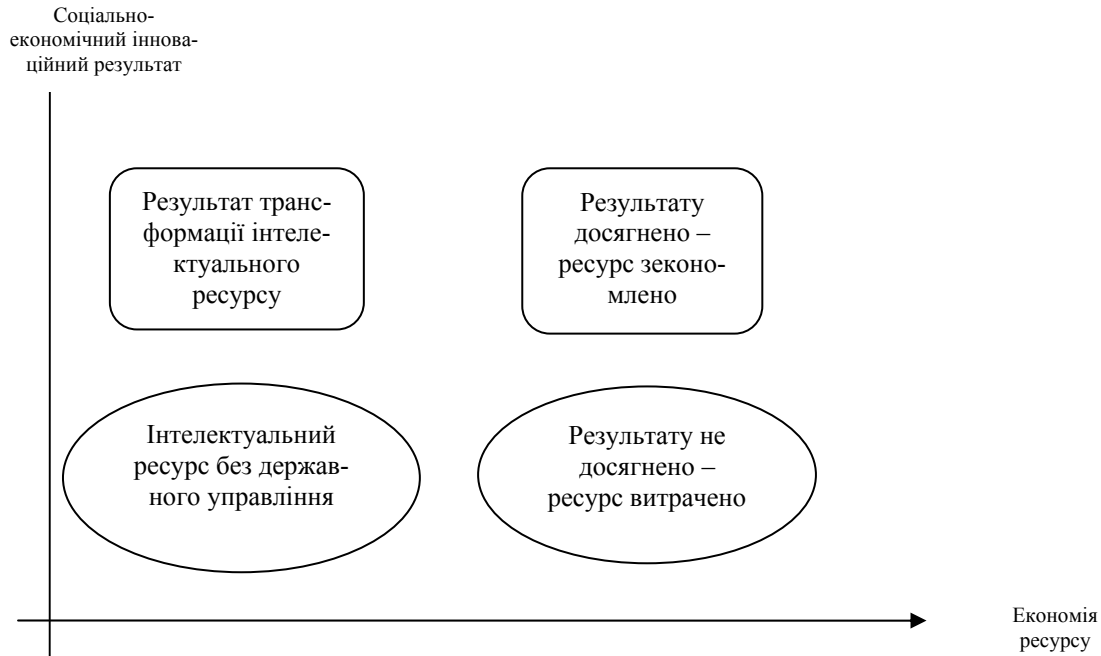 Соціально-
економічний іннова-
ційний результат
Результат транс-
формації інтеле-
ктуального
ресурсу
Результату
досягнено –
ресурс зеконо-
млено
Інтелектуальний
ресурс без держав-
ного управління
Результату не
досягнено –
ресурс витрачено
Економія
ресурсу